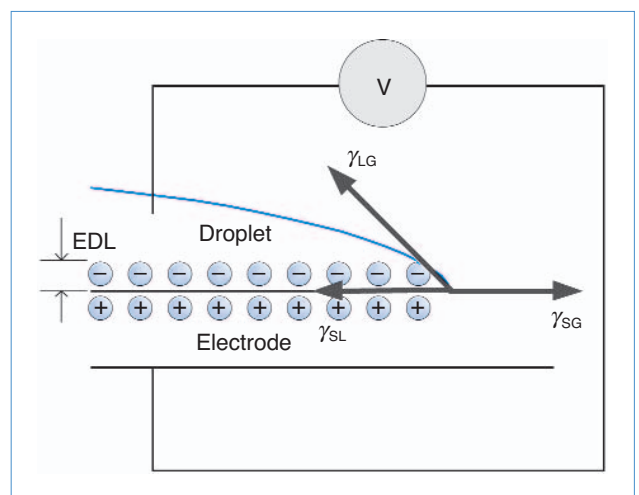 V
γLG
EDL
Droplet
− − − − − − − − −
+ + + + + + + + +
γSL
γSG
Electrode